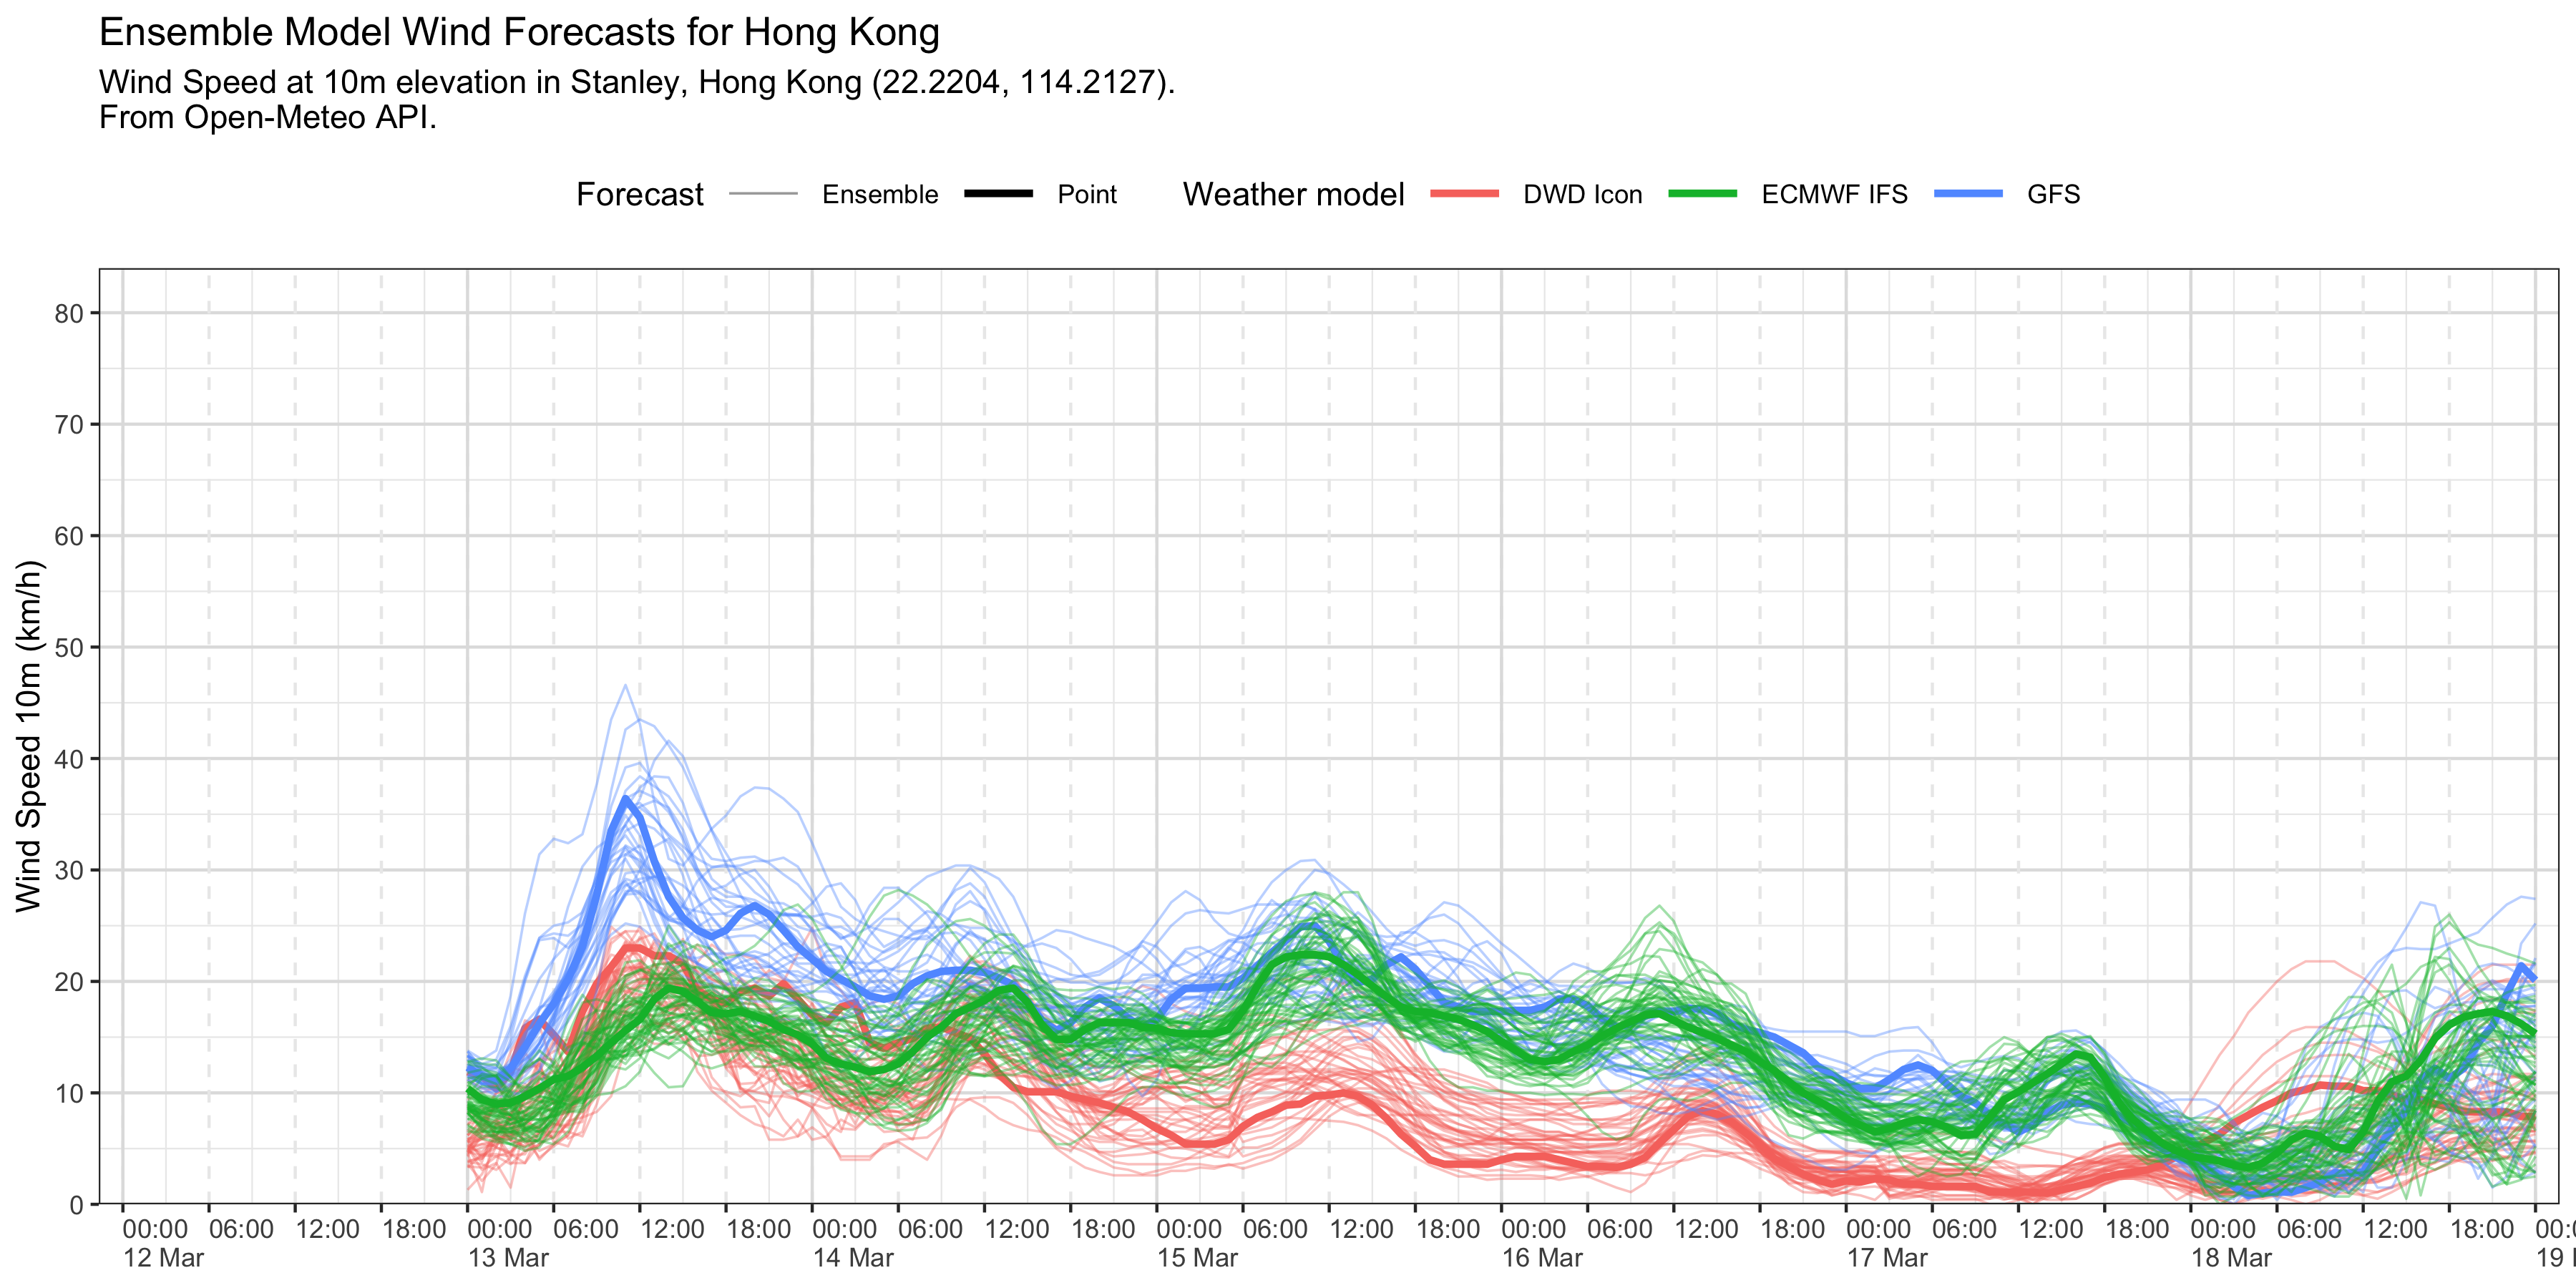 Ensemble Model Wind Forecasts for Hong Kong
Wind Speed at 10m elevation in Stanley, Hong Kong (22.2204, 114.2127).
From Open-Meteo API.
Forecast Ensemble Point Weather model DWD Icon ECMWF IFS GFS
Wind Speed 10m (km/h)
80
70
60
50
40
30
20
10
0
00:00 06:00 12:00 18:00 00:00 06:00 12:00 18:00 00:00 06:00 12:00 18:00 00:00 06:00 12:00 18:00 00:00 06:00 12:00 18:00 00:00 06:00 12:00 18:00 00:00 06:00 12:00 18:00
12 Mar 13 Mar 14 Mar 15 Mar 16 Mar 17 Mar 18 Mar 19